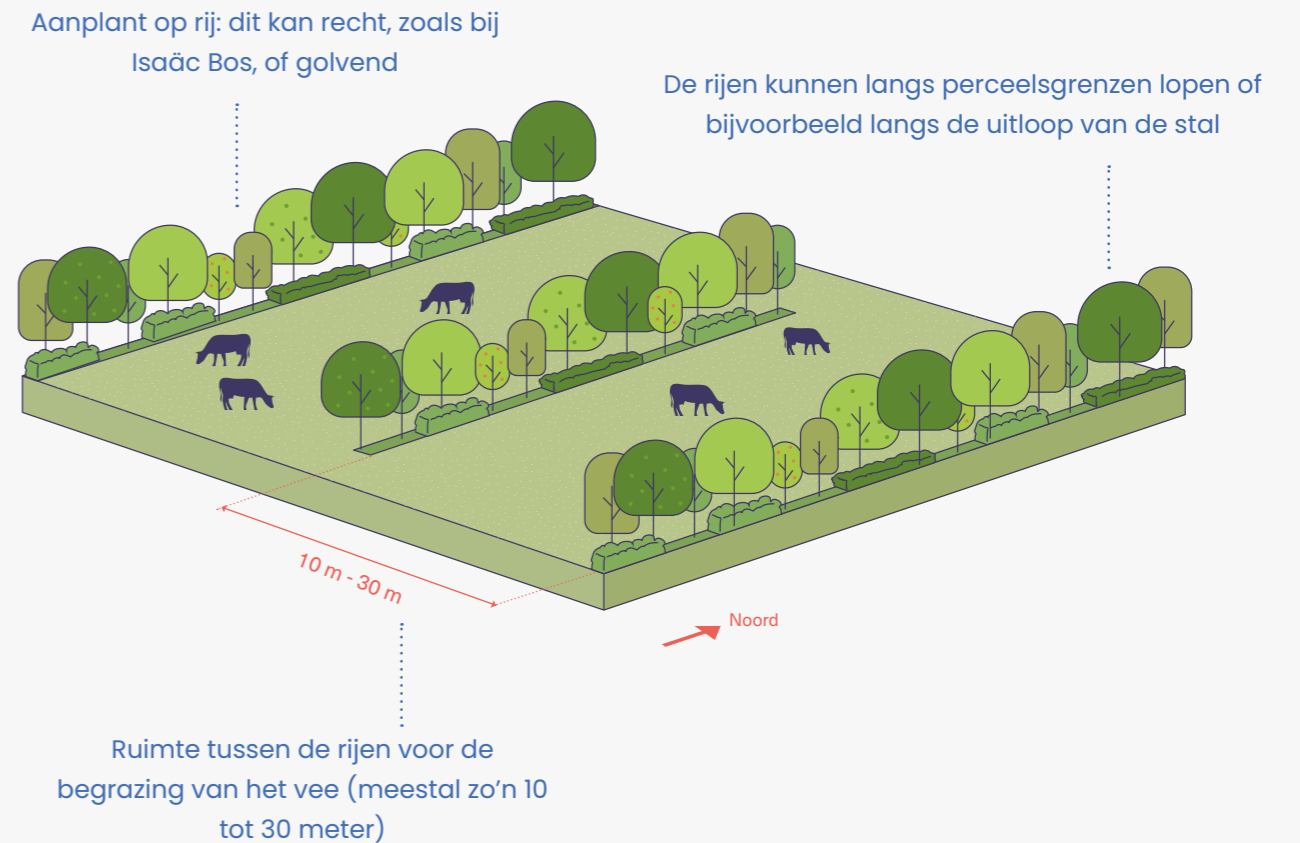 Aanplant op rij: dit kan recht, zoals bij
Isaäc Bos, of golvend
De rijen kunnen langs perceelsgrenzen lopen of
bijvoorbeeld langs de uitloop van de stal
10 m - 30 m
Noord
Ruimte tussen de rijen voor de
begrazing van het vee (meestal zo’n 10
tot 30 meter)